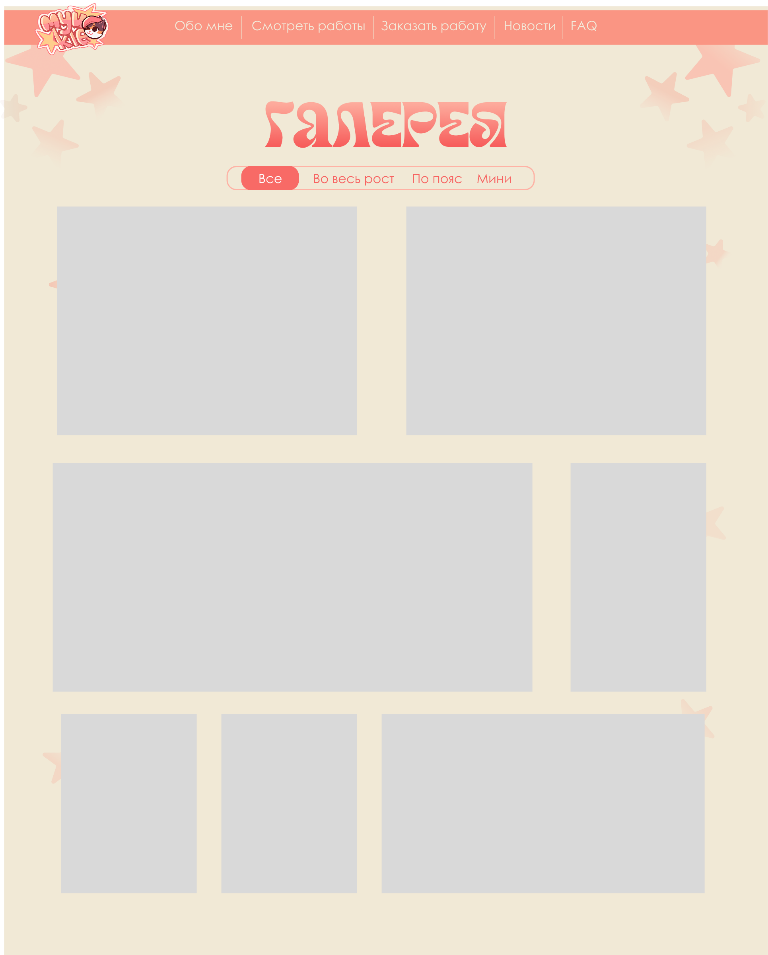 Обо мне Смотреть работы Заказать работу Новости FAQ
ГАЛЕРЕЯ
Все Во весь рост По пояс Мини